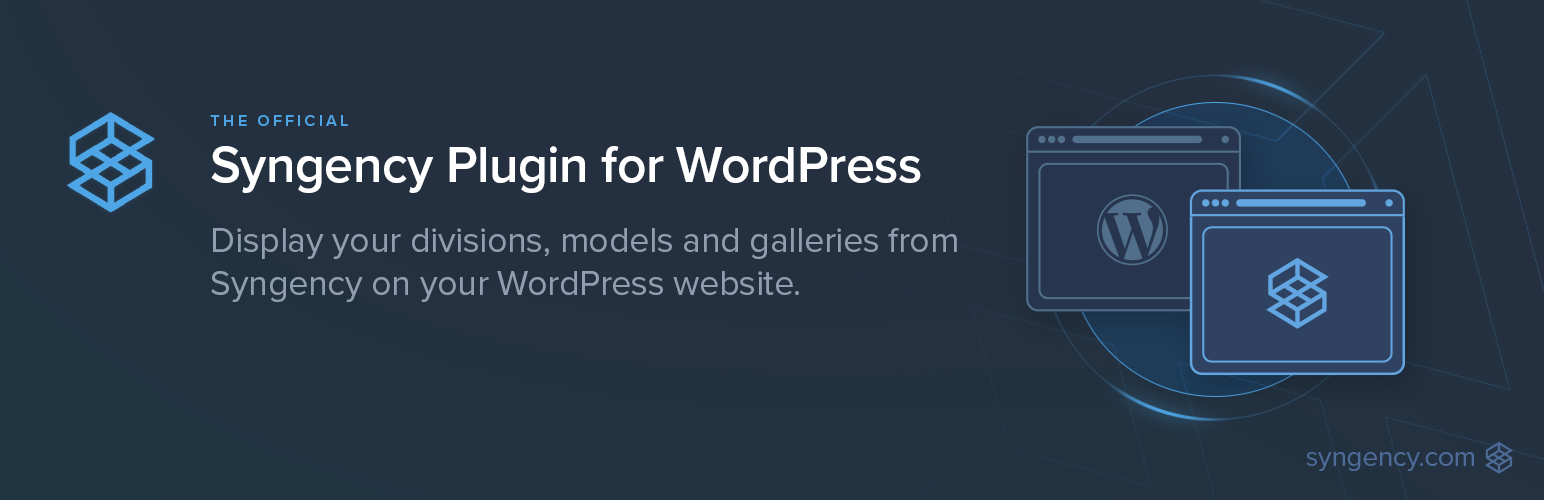 THE OFFICIAL
Syngency Plugin for WordPress
Display your divisions, models and galleries from
Syngency on your WordPress website.
syngency.com